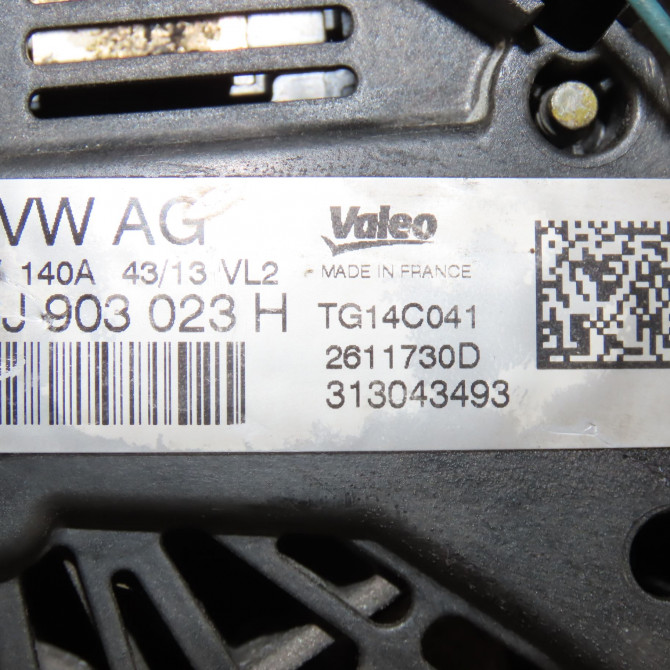 VW AG
140A 43/13 VL2
J 903 023 H
Valeo
MADE IN FRANCE
TG14C041
2611730D
313043493